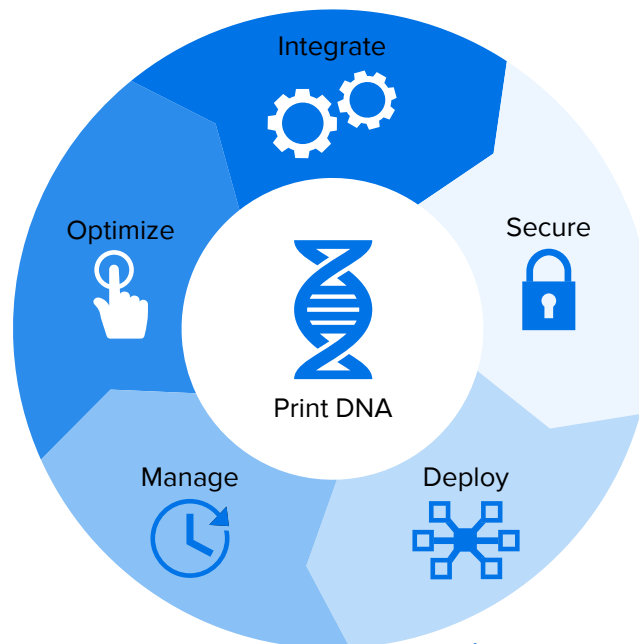 Integrate
Optimize
Secure
Print DNA
Manage
Deploy